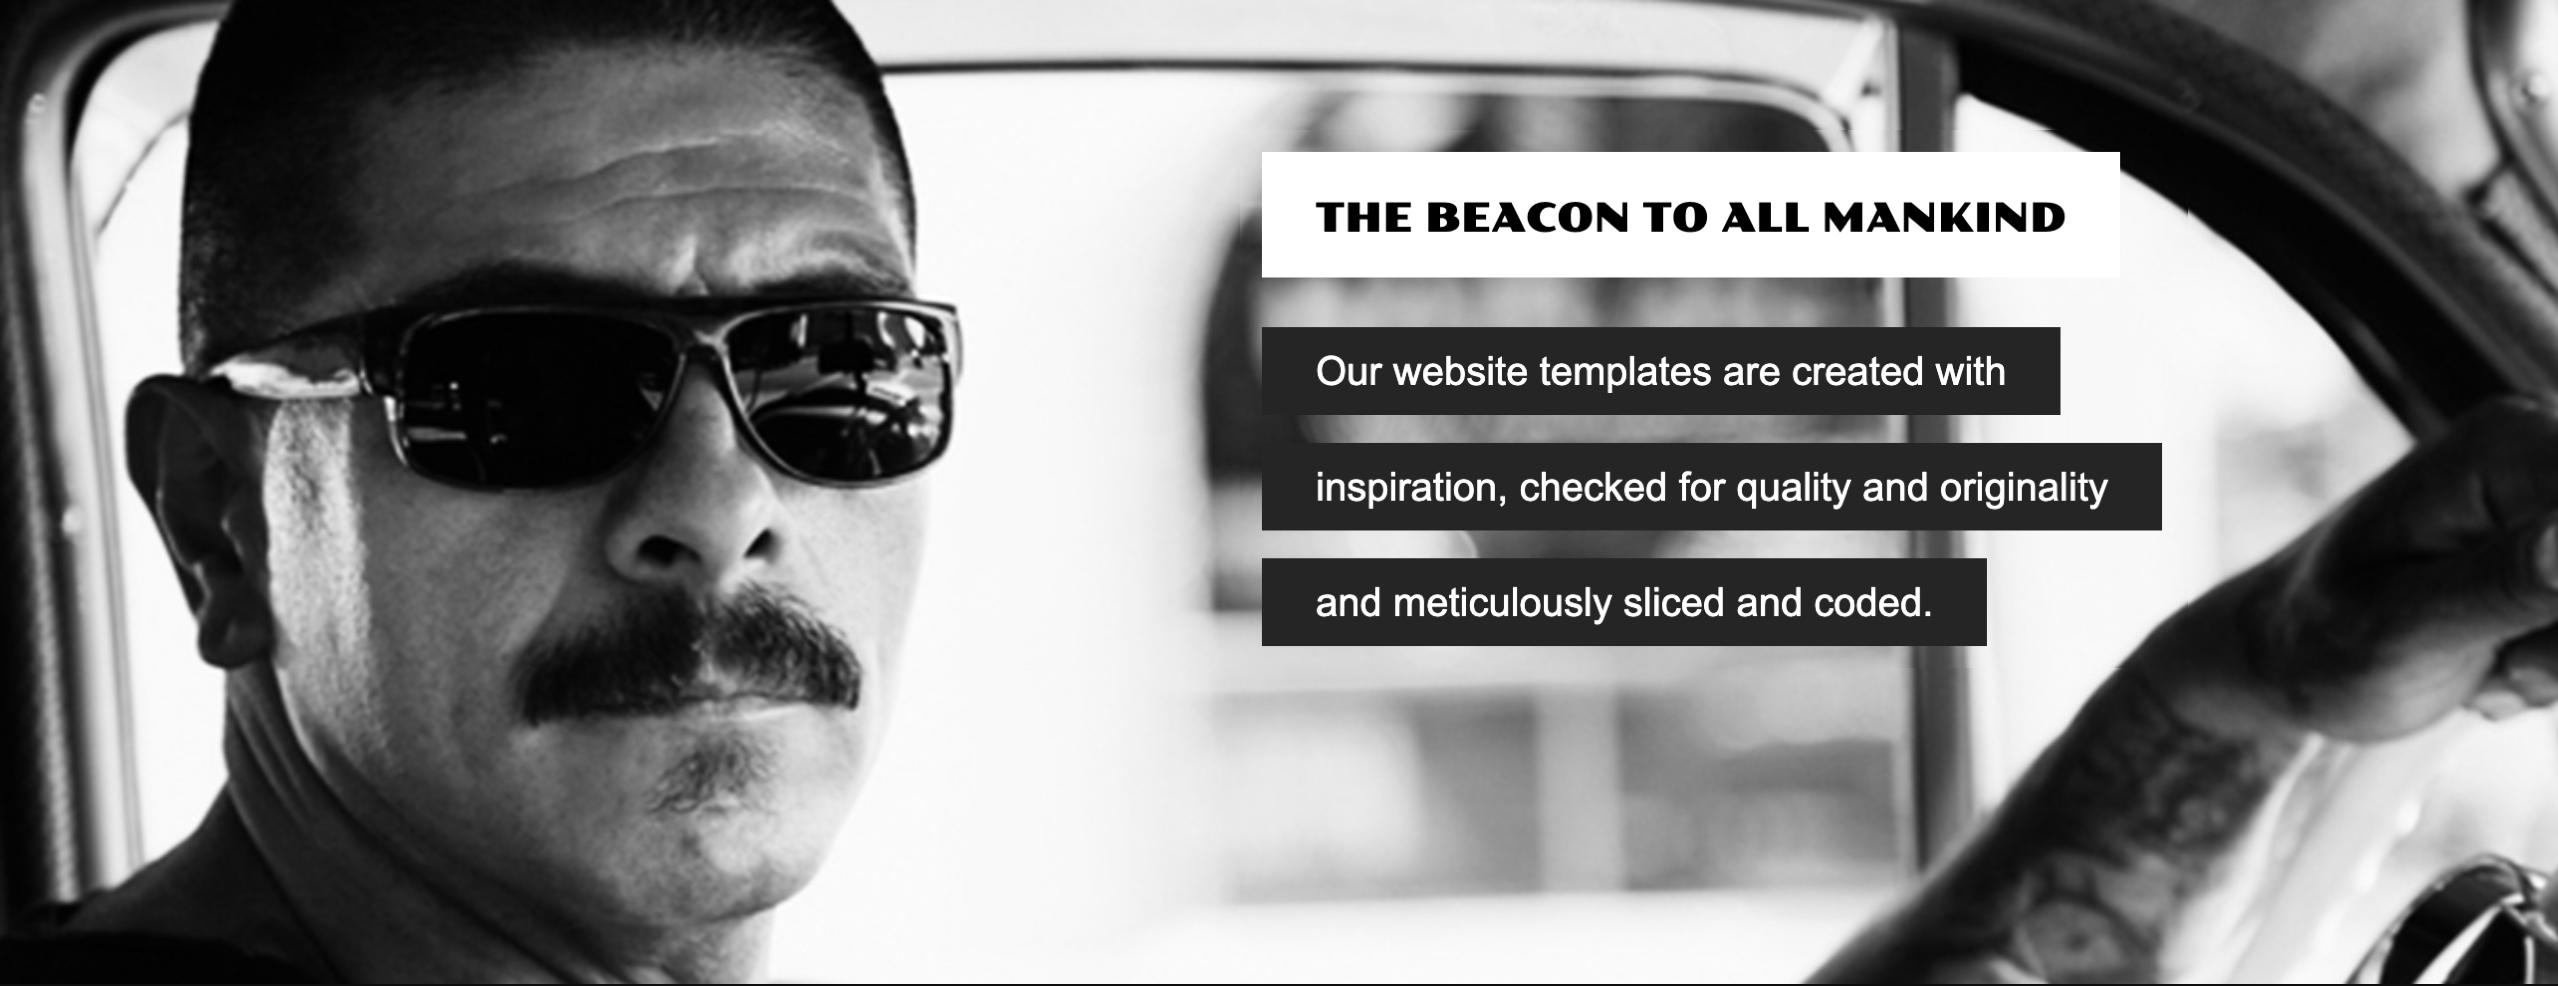 THE BEACON TO ALL MANKIND
Our website templates are created with
inspiration, checked for quality and originality
and meticulously sliced and coded.